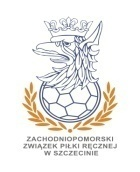 ZACHODNIOPOMORSKI
ZWIĄZEK PIŁKI RĘCZNEJ
W SZCZECINIE